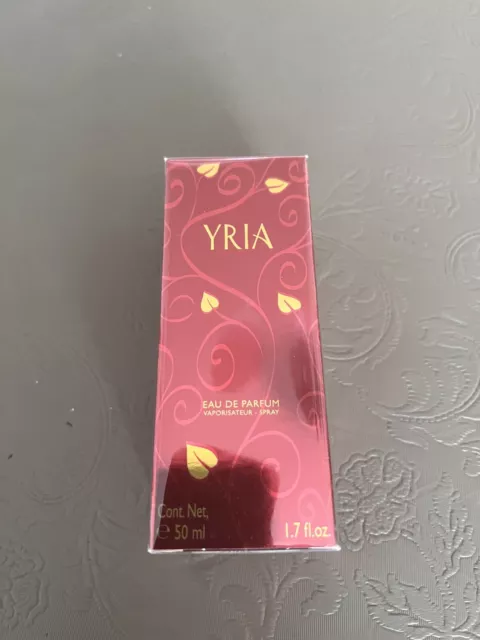 YRIA
EAU DE PARFUM
VAPORISATEUR - SPRAY
Cont. Net,
℮ 50 ml
1.7 fl.oz.